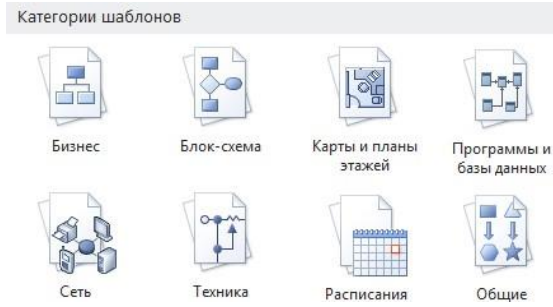 Категории шаблонов
Бизнес
Блок-схема
Карты и планы
этажей
Программы и
базы данных
Сеть
Техника
Расписания
Общие